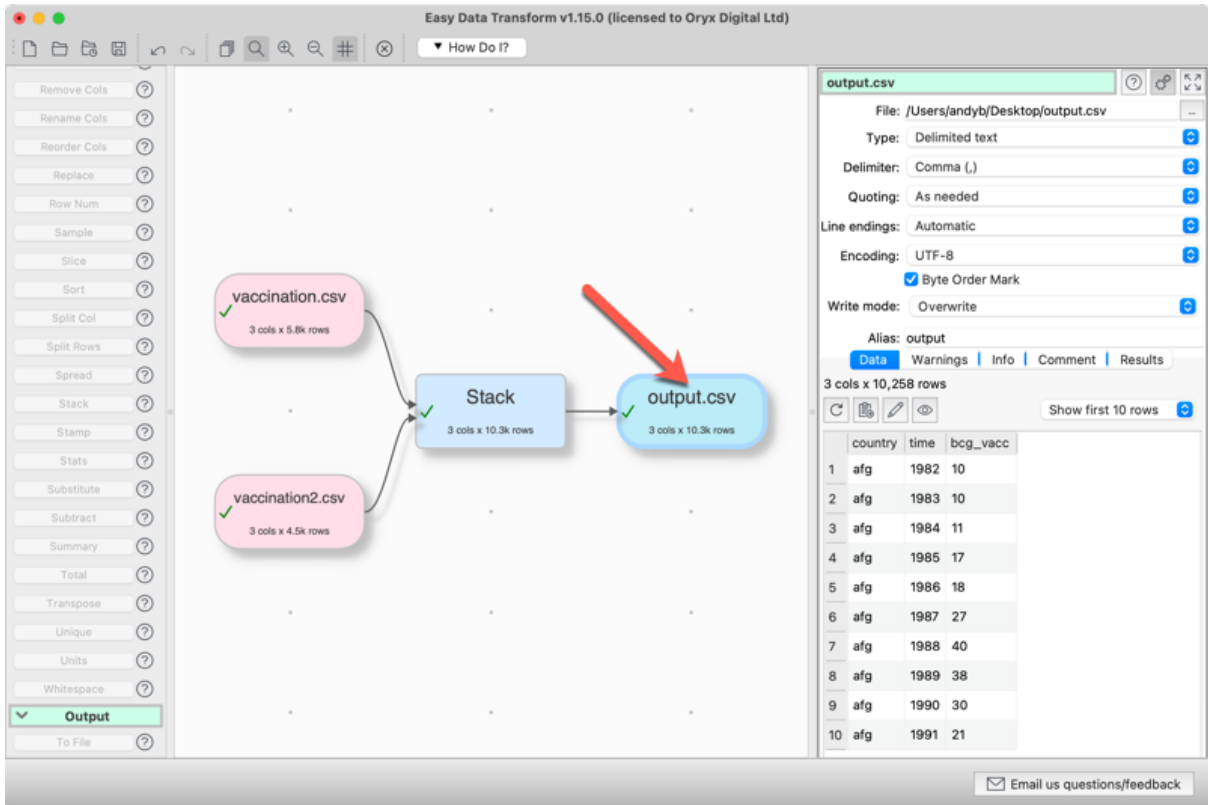 Easy Data Transform v1.15.0 (licensed to Oryx Digital Ltd)
▼ How Do I?
Remove Cols
Rename Cols
Reorder Cols
Replace
Row Num
Sample
Slice
Sort
Split Col
Split Rows
Spread
Stack
Stamp
Stats
Substitute
Subtract
Summary
Total
Transpose
Unique
Units
Whitespace
Output
To File
vaccination.csv
3 cols x 5.8k rows
vaccination2.csv
3 cols x 4.5k rows
Stack
3 cols x 10.3k rows
output.csv
3 cols x 10.3k rows
output.csv
File: /Users/andyb/Desktop/output.csv ...
Type: Delimited text
Delimiter: Comma (,)
Quoting: As needed
Line endings: Automatic
Encoding: UTF-8
Byte Order Mark
Write mode: Overwrite
Alias: output
Data Warnings Info Comment Results
3 cols x 10,258 rows
Show first 10 rows
country time bcg_vacc
1 afg 1982 10
2 afg 1983 10
3 afg 1984 11
4 afg 1985 17
5 afg 1986 18
6 afg 1987 27
7 afg 1988 40
8 afg 1989 38
9 afg 1990 30
10 afg 1991 21
Email us questions/feedback